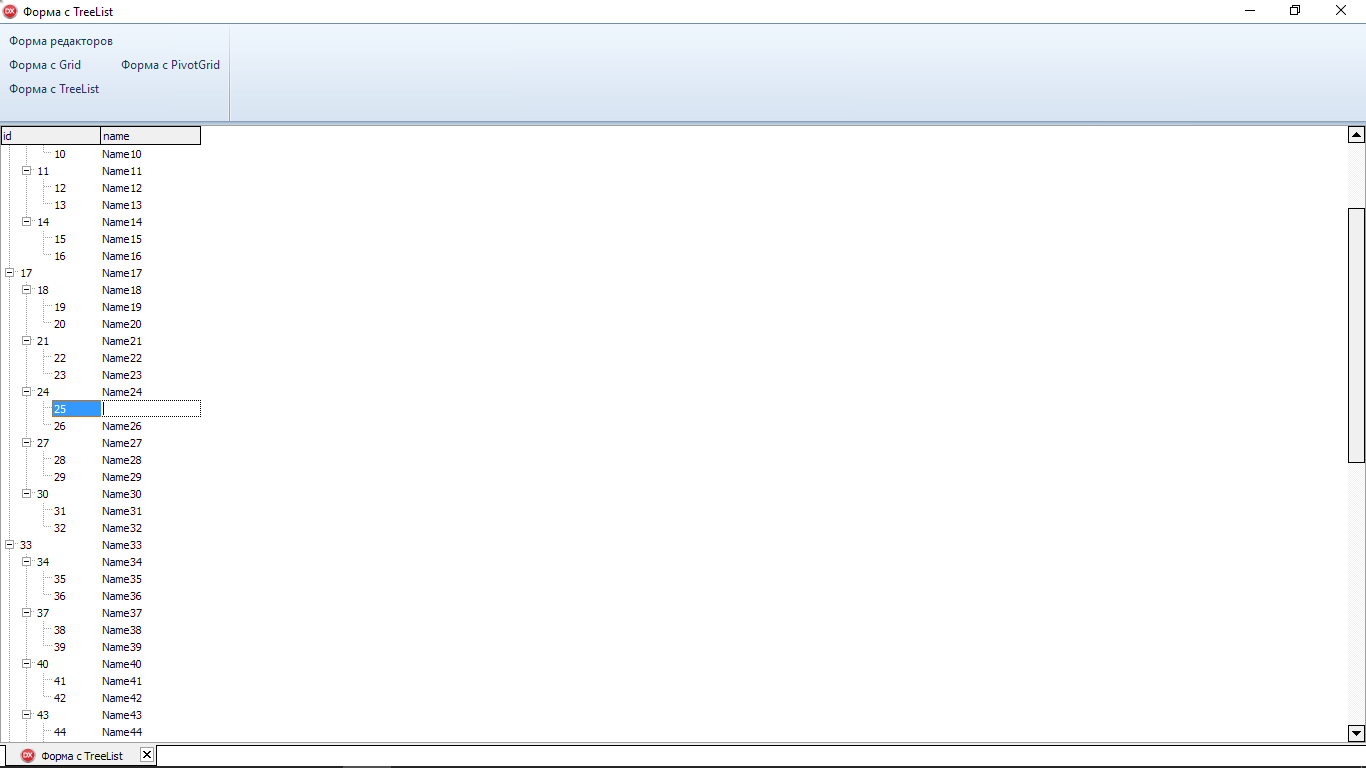 DX Форма с TreeList
Форма редакторов
Форма с Grid Форма с PivotGrid
Форма с TreeList
id name
10 Name10
11 Name11
12 Name12
13 Name13
14 Name14
15 Name15
16 Name16
17 Name17
18 Name18
19 Name19
20 Name20
21 Name21
22 Name22
23 Name23
24 Name24
25
26 Name26
27 Name27
28 Name28
29 Name29
30 Name30
31 Name31
32 Name32
33 Name33
34 Name34
35 Name35
36 Name36
37 Name37
38 Name38
39 Name39
40 Name40
41 Name41
42 Name42
43 Name43
44 Name44
DX Форма с TreeList